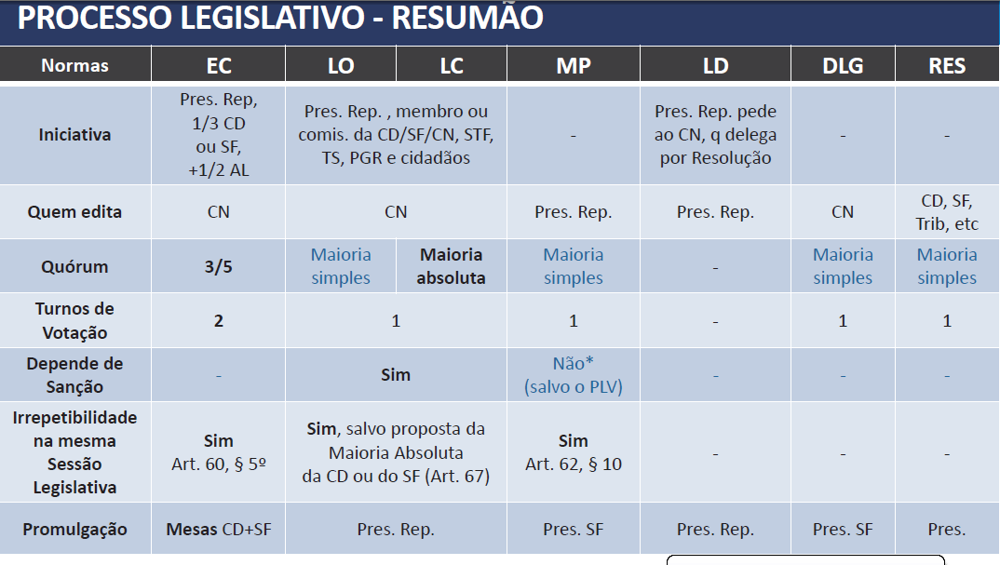 PROCESSO LEGISLATIVO - RESUMÃO
Normas EC LO LC MP LD DLG RES
Iniciativa
Pres. Rep,
1/3 CD
ou SF,
+1/2 AL
Pres. Rep. , membro ou
comis. da CD/SF/CN, STF,
TS, PGR e cidadãos
-
Pres. Rep. pede
ao CN, q delega
por Resolução
-
-
Quem edita
CN
CN
Pres. Rep.
Pres. Rep.
CN
CD, SF,
Trib, etc
Quórum
3/5
Maioria
simples
Maioria
absoluta
Maioria
simples
-
Maioria
simples
Maioria
simples
Turnos de
Votação
2
1
1
-
1
1
Depende de
Sanção
-
Sim
Não*
(salvo o PLV)
-
-
-
Irrepetibilidade
na mesma
Sessão
Legislativa
Sim
Art. 60, § 5º
Sim, salvo proposta da
Maioria Absoluta
da CD ou do SF (Art. 67)
Sim
Art. 62, § 10
-
-
-
Promulgação
Mesas CD+SF
Pres. Rep.
Pres. SF
Pres. Rep.
Pres. SF
Pres.